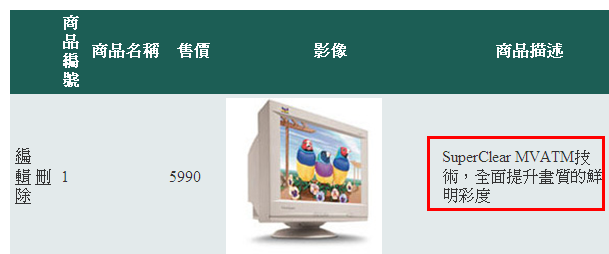 商品編號 商品名稱 售價 影像 商品描述
編輯 刪除 1 5990
SuperClear MVATM技
術，全面提升畫質的鮮
明彩度